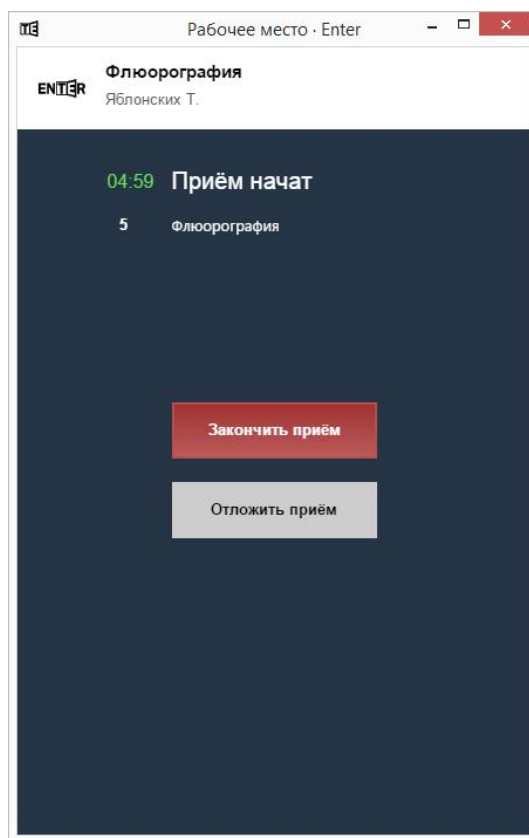 Рабочее место · Enter
ENTER
Флюорография
Яблонских Т.
04:59 Приём начат
5 Флюорография
Закончить приём
Отложить приём